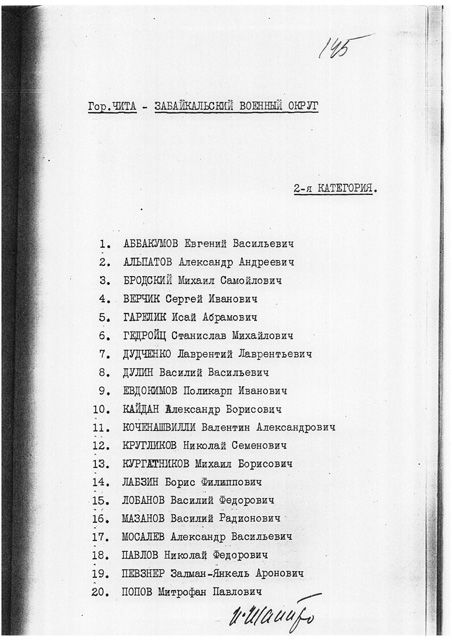 195
Гор.ЧИТА - ЗАБАЙКАЛЬСКИЙ ВОЕННЫЙ ОКРУГ
2-я КАТЕГОРИЯ.
1. АББАКУМОВ Евгений Васильевич
2. АЛЬПАТОВ Александр Андреевич
3. БРОДСКИЙ Михаил Самойлович
4. ВЕРЧИК Сергей Иванович
5. ГАРЕЛИК Исай Абрамович
6. ГЕДРОЙЦ Станислав Михайлович
7. ДУДЧЕНКО Лаврентий Лаврентьевич
8. ДУЛИН Василий Васильевич
9. ЕВДОКИМОВ Поликарп Иванович
10. КАЙДАН Александр Борисович
11. КОЧЕНАШВИЛЛИ Валентин Александрович
12. КРУГЛИКОВ Николай Семенович
13. КУРГАТНИКОВ Михаил Борисович
14. ЛАБЗИН Борис Филиппович
15. ЛОБАНОВ Василий Федорович
16. МАЗАНОВ Василий Радионович
17. МОСАЛЕВ Александр Васильевич
18. ПАВЛОВ Николай Федорович
19. ПЕВЗНЕР Залман-Янкель Аронович
20. ПОПОВ Митрофан Павлович